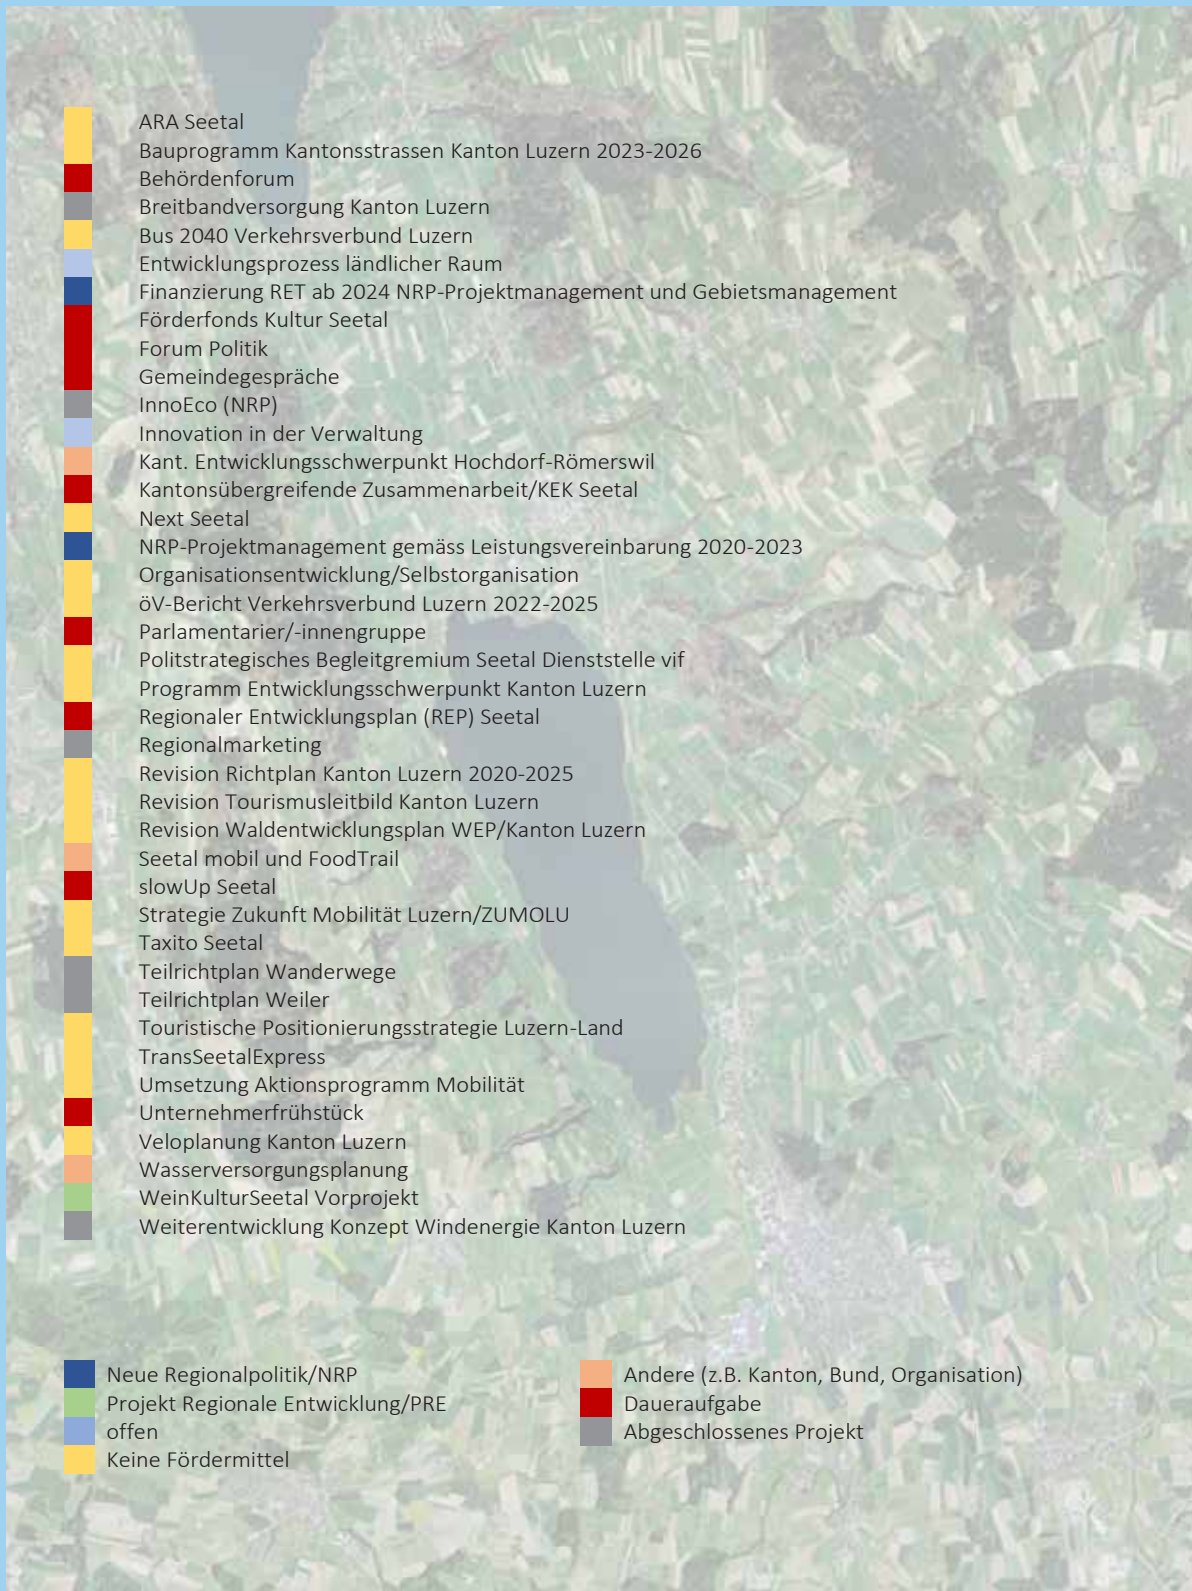 ARA Seetal
Bauprogramm Kantonsstrassen Kanton Luzern 2023-2026
Behördenforum
Breitbandversorgung Kanton Luzern
Bus 2040 Verkehrsverbund Luzern
Entwicklungsprozess ländlicher Raum
Finanzierung RET ab 2024 NRP-Projektmanagement und Gebietsmanagement
Förderfonds Kultur Seetal
Forum Politik
Gemeindegespräche
InnoEco (NRP)
Innovation in der Verwaltung
Kant. Entwicklungsschwerpunkt Hochdorf-Römerswil
Kantonsübergreifende Zusammenarbeit/KEK Seetal
Next Seetal
NRP-Projektmanagement gemäss Leistungsvereinbarung 2020-2023
Organisationsentwicklung/Selbstorganisation
öV-Bericht Verkehrsverbund Luzern 2022-2025
Parlamentarier/-innengruppe
Politstrategisches Begleitgremium Seetal Dienststelle vif
Programm Entwicklungsschwerpunkt Kanton Luzern
Regionaler Entwicklungsplan (REP) Seetal
Regionalmarketing
Revision Richtplan Kanton Luzern 2020-2025
Revision Tourismusleitbild Kanton Luzern
Revision Waldentwicklungsplan WEP/Kanton Luzern
Seetal mobil und FoodTrail
slowUp Seetal
Strategie Zukunft Mobilität Luzern/ZUMOLU
Taxito Seetal
Teilrichtplan Wanderwege
Teilrichtplan Weiler
Touristische Positionierungsstrategie Luzern-Land
TransSeetalExpress
Umsetzung Aktionsprogramm Mobilität
Unternehmerfrühstück
Veloplanung Kanton Luzern
Wasserversorgungsplanung
WeinKulturSeetal Vorprojekt
Weiterentwicklung Konzept Windenergie Kanton Luzern
Neue Regionalpolitik/NRP
Projekt Regionale Entwicklung/PRE
offen
Keine Fördermittel
Andere (z.B. Kanton, Bund, Organisation)
Daueraufgabe
Abgeschlossenes Projekt